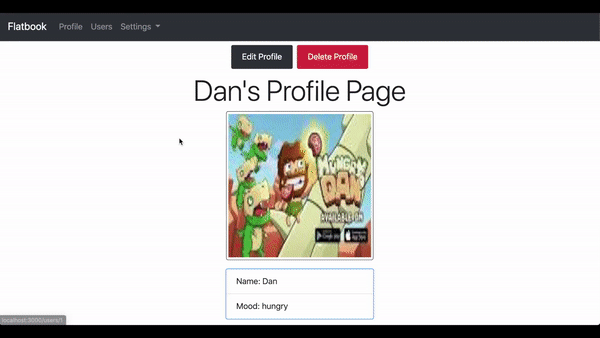 Flatbook Profile Users Settings
Edit Profile Delete Profile
Dan's Profile Page
HUNGRY
DAN
AVAILABLE ON
Name: Dan
Mood: hungry
localhost:3000/users/1